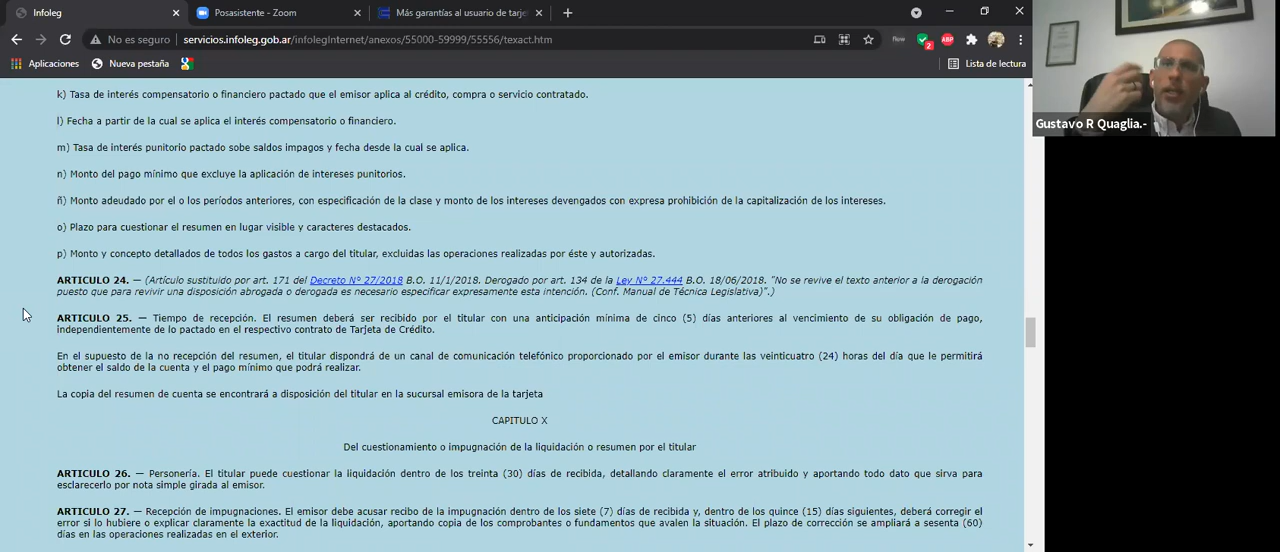 Infoleg
Posasistente - Zoom
Más garantías al usuario de tarje
No es seguro
servicios.infoleg.gob.ar/infolegInternet/anexos/55000-59999/55556/texact.htm
2
ABP
Aplicaciones
Nueva pestaña
Lista de lectura
Gustavo R Quaglia.-
k) Tasa de interés compensatorio o financiero pactado que el emisor aplica al crédito, compra o servicio contratado.
l) Fecha a partir de la cual se aplica el interés compensatorio o financiero.
m) Tasa de interés punitorio pactado sobe saldos impagos y fecha desde la cual se aplica.
n) Monto del pago mínimo que excluye la aplicación de intereses punitorios.
ñ) Monto adeudado por el o los períodos anteriores, con especificación de la clase y monto de los intereses devengados con expresa prohibición de la capitalización de los intereses.
o) Plazo para cuestionar el resumen en lugar visible y caracteres destacados.
p) Monto y concepto detallados de todos los gastos a cargo del titular, excluidas las operaciones realizadas por éste y autorizadas.
ARTICULO 24. — (Artículo sustituido por art. 171 del Decreto N° 27/2018 B.O. 11/1/2018. Derogado por art. 134 de la Ley N° 27.444 B.O. 18/06/2018. "No se revive el texto anterior a la derogación
puesto que para revivir una disposición abrogada o derogada es necesario especificar expresamente esta intención. (Conf. Manual de Técnica Legislativa)".)
ARTICULO 25. — Tiempo de recepción. El resumen deberá ser recibido por el titular con una anticipación mínima de cinco (5) días anteriores al vencimiento de su obligación de pago,
independientemente de lo pactado en el respectivo contrato de Tarjeta de Crédito.
En el supuesto de la no recepción del resumen, el titular dispondrá de un canal de comunicación telefónico proporcionado por el emisor durante las veinticuatro (24) horas del día que le permitirá
obtener el saldo de la cuenta y el pago mínimo que podrá realizar.
La copia del resumen de cuenta se encontrará a disposición del titular en la sucursal emisora de la tarjeta
CAPITULO X
Del cuestionamiento o impugnación de la liquidación o resumen por el titular
ARTICULO 26. — Personería. El titular puede cuestionar la liquidación dentro de los treinta (30) días de recibida, detallando claramente el error atribuido y aportando todo dato que sirva para
esclarecerlo por nota simple girada al emisor.
ARTICULO 27. — Recepción de impugnaciones. El emisor debe acusar recibo de la impugnación dentro de los siete (7) días de recibida y, dentro de los quince (15) días siguientes, deberá corregir el
error si lo hubiere o explicar claramente la exactitud de la liquidación, aportando copia de los comprobantes o fundamentos que avalen la situación. El plazo de corrección se ampliará a sesenta (60)
días en las operaciones realizadas en el exterior.